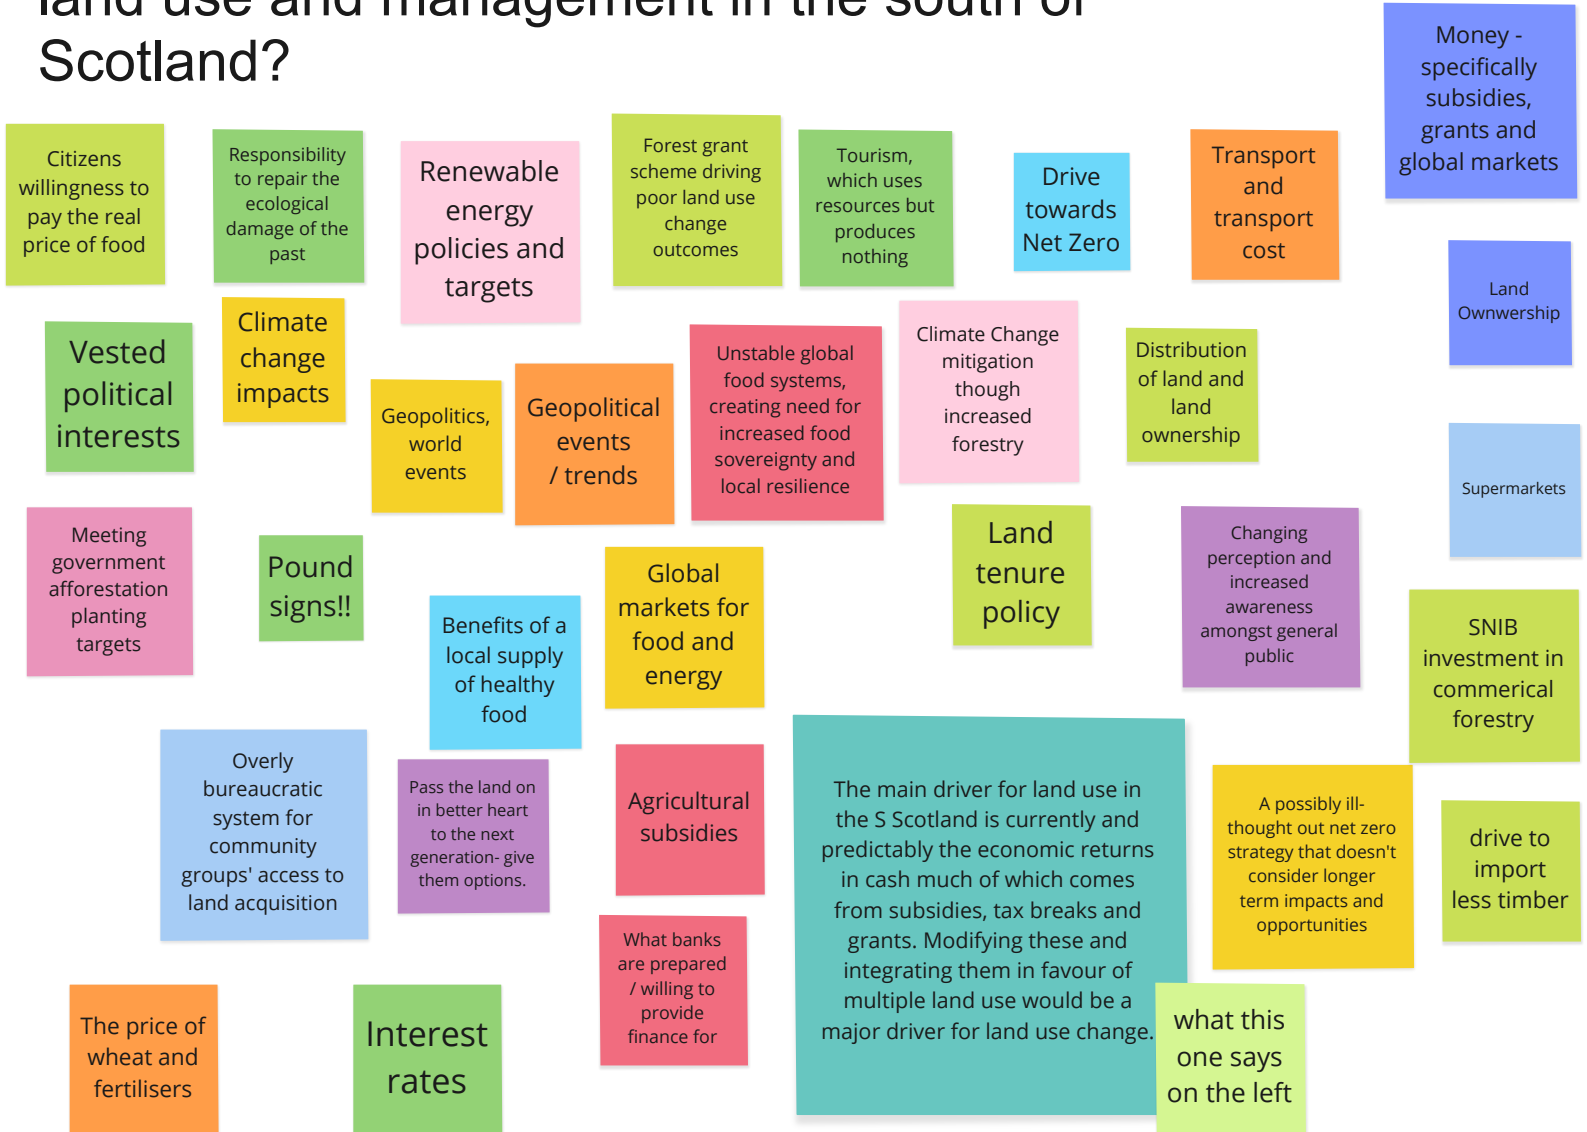 land use and management in the south of
Scotland?
Money -
specifically
subsidies,
grants and
global markets
Citizens
willingness to
pay the real
price of food
Responsibility
to repair the
ecological
damage of the
past
Renewable
energy
policies and
targets
Forest grant
scheme driving
poor land use
change
outcomes
Tourism,
which uses
resources but
produces
nothing
Drive
towards
Net Zero
Transport
and
transport
cost
Land
Ownwership
Vested
political
interests
Climate
change
impacts
Geopolitics,
world
events
Geopolitical
events
/ trends
Unstable global
food systems,
creating need for
increased food
sovereignty and
local resilience
Climate Change
mitigation
though
increased
forestry
Distribution
of land and
land
ownership
Supermarkets
Meeting
government
afforestation
planting
targets
Pound
signs!!
Benefits of a
local supply
of healthy
food
Global
markets for
food and
energy
Land
tenure
policy
Changing
perception and
increased
awareness
amongst general
public
SNIB
investment in
commerical
forestry
Overly
bureaucratic
system for
community
groups' access to
land acquisition
Pass the land on
in better heart
to the next
generation- give
them options.
Agricultural
subsidies
The main driver for land use in
the S Scotland is currently and
predictably the economic returns
in cash much of which comes
from subsidies, tax breaks and
grants. Modifying these and
integrating them in favour of
multiple land use would be a
major driver for land use change.
A possibly ill-
thought out net zero
strategy that doesn't
consider longer
term impacts and
opportunities
drive to
import
less timber
The price of
wheat and
fertilisers
Interest
rates
What banks
are prepared
/ willing to
provide
finance for
what this
one says
on the left